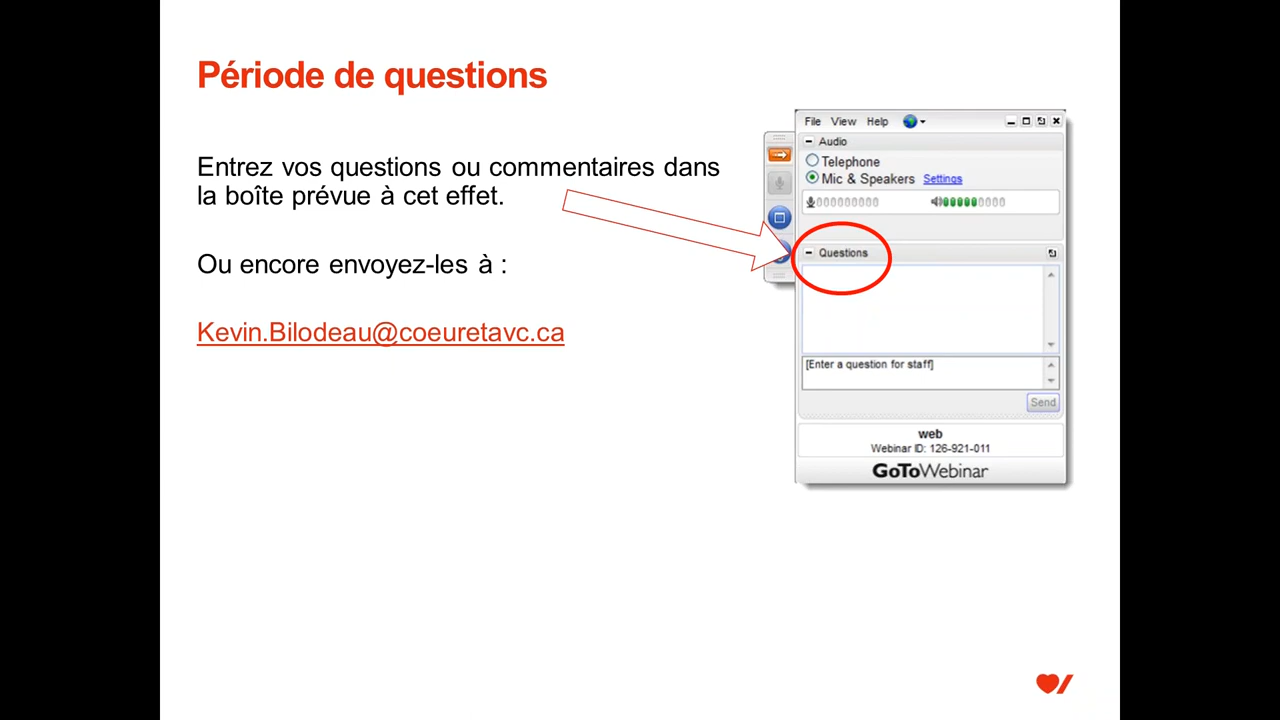 Période de questions
Entrez vos questions ou commentaires dans
la boîte prévue à cet effet.
Ou encore envoyez-les à :
Kevin.Bilodeau@coeuretavc.ca
File View Help
Audio
Telephone
Mic & Speakers Settings
Questions
[Enter a question for staff]
Send
web
Webinar ID: 126-921-011
GoToWebinar